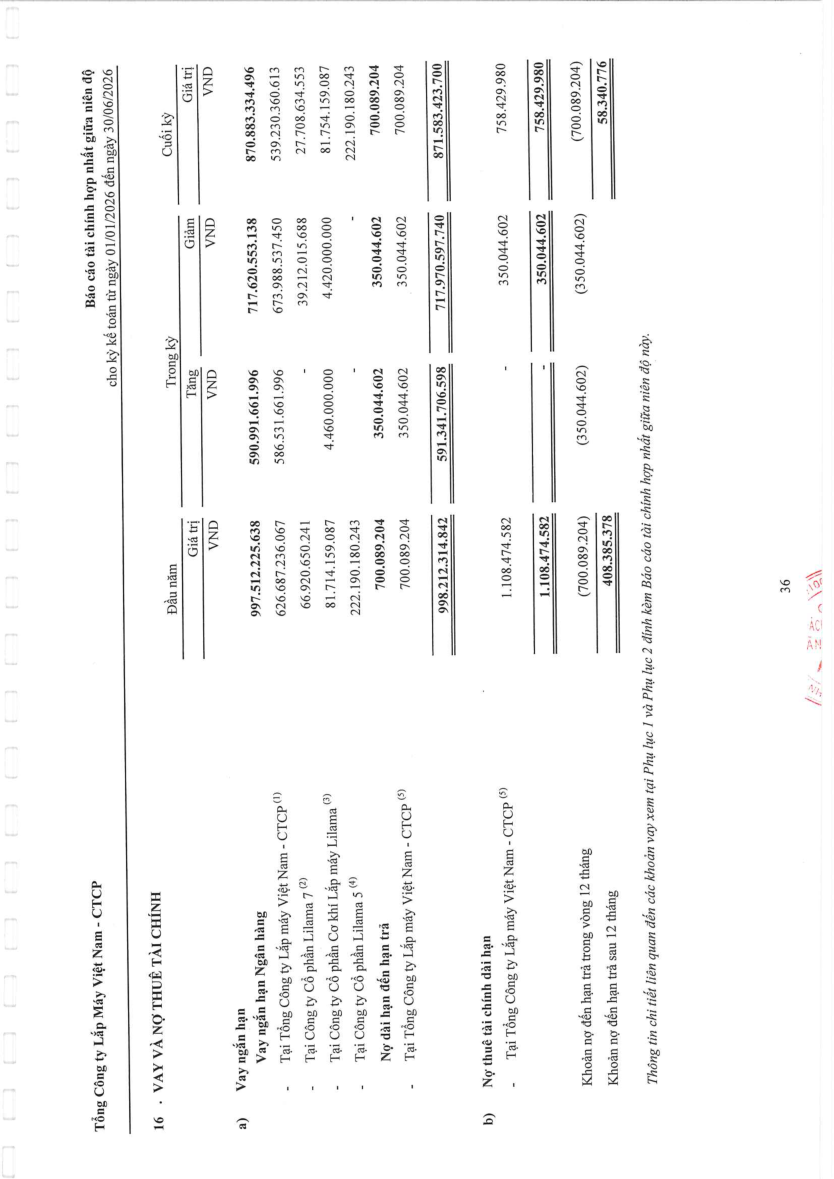 Tổng Công ty Lắp Máy Việt Nam - CTCP
Báo cáo tài chính hợp nhất giữa niên độ
cho kỳ kế toán từ ngày 01/01/2026 đến ngày 30/06/2026
16 . VAY VÀ NỢ THUÊ TÀI CHÍNH
Đầu năm Trong kỳ Cuối kỳ
Giá trị Tăng Giảm Giá trị
VND VND VND VND
a) Vay ngắn hạn
Vay ngắn hạn Ngân hàng 997.512.225.638 590.991.661.996 717.620.553.138 870.883.334.496
- Tại Tổng Công ty Lắp máy Việt Nam - CTCP (1) 626.687.236.067 586.531.661.996 673.988.537.450 539.230.360.613
- Tại Công ty Cổ phần Lilama 7 (2) 66.920.650.241 - 39.212.015.688 27.708.634.553
- Tại Công ty Cổ phần Cơ khí Lắp máy Lilama (3) 81.714.159.087 4.460.000.000 4.420.000.000 81.754.159.087
- Tại Công ty Cổ phần Lilama 5 (4) 222.190.180.243 - - 222.190.180.243
Nợ dài hạn đến hạn trả 700.089.204 350.044.602 350.044.602 700.089.204
- Tại Tổng Công ty Lắp máy Việt Nam - CTCP (5) 700.089.204 350.044.602 350.044.602 700.089.204
998.212.314.842 591.341.706.598 717.970.597.740 871.583.423.700
b) Nợ thuê tài chính dài hạn
- Tại Tổng Công ty Lắp máy Việt Nam - CTCP (5) 1.108.474.582 - 350.044.602 758.429.980
1.108.474.582 - 350.044.602 758.429.980
Khoản nợ đến hạn trả trong vòng 12 tháng (700.089.204) (350.044.602) (350.044.602) (700.089.204)
Khoản nợ đến hạn trả sau 12 tháng 408.385.378 58.340.776
Thông tin chi tiết liên quan đến các khoản vay xem tại Phụ lục 1 và Phụ lục 2 đính kèm Báo cáo tài chính hợp nhất giữa niên độ này.
36